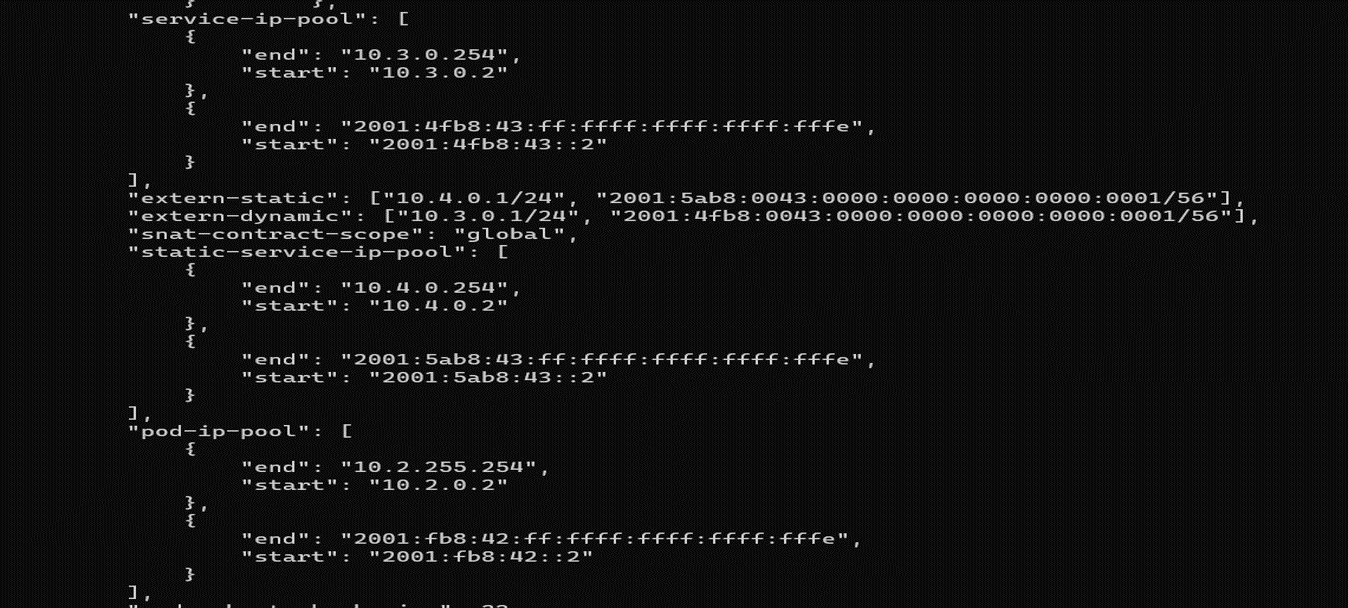 "service-ip-pool": [
{
"end": "10.3.0.254",
"start": "10.3.0.2"
},
{
"end": "2001:4fb8:43:ff:ffff:ffff:ffff:fffe",
"start": "2001:4fb8:43::2"
}
],
"extern-static": ["10.4.0.1/24", "2001:5ab8:0043:0000:0000:0000:0000:0001/56"],
"extern-dynamic": ["10.3.0.1/24", "2001:4fb8:0043:0000:0000:0000:0000:0001/56"],
"snat-contract-scope": "global",
"static-service-ip-pool": [
{
"end": "10.4.0.254",
"start": "10.4.0.2"
},
{
"end": "2001:5ab8:43:ff:ffff:ffff:ffff:fffe",
"start": "2001:5ab8:43::2"
}
],
"pod-ip-pool": [
{
"end": "10.2.255.254",
"start": "10.2.0.2"
},
{
"end": "2001:fb8:42:ff:ffff:ffff:ffff:fffe",
"start": "2001:fb8:42::2"
}
],